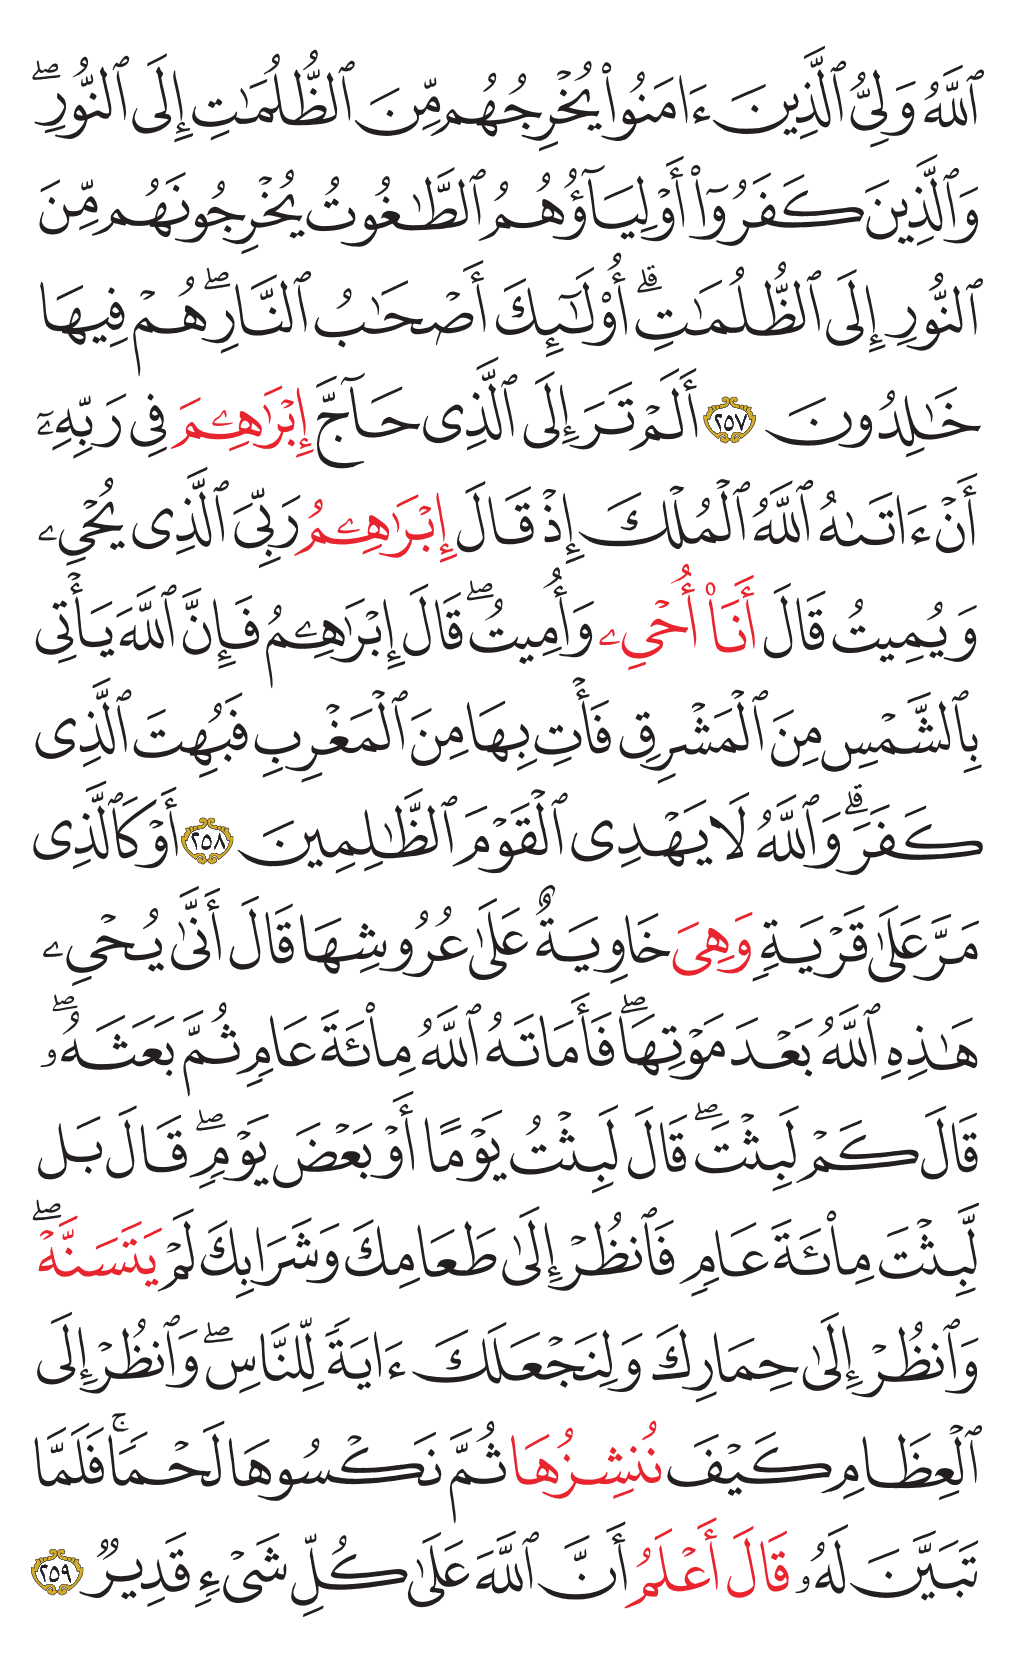 ٱللَّهُ وَلِىُّ ٱلَّذِينَ ءَامَنُوا۟ يُخْرِجُهُم مِّنَ ٱلظُّلُمَـٰتِ إِلَى ٱلنُّورِ ۖ
وَٱلَّذِينَ كَفَرُوٓا۟ أَوْلِيَآؤُهُمُ ٱلطَّـٰغُوتُ يُخْرِجُونَهُم مِّنَ
ٱلنُّورِ إِلَى ٱلظُّلُمَـٰتِ ۗ أُو۟لَـٰٓئِكَ أَصْحَـٰبُ ٱلنَّارِ ۖ هُمْ فِيهَا
خَـٰلِدُونَ ٢٥٧ أَلَمْ تَرَ إِلَى ٱلَّذِى حَآجَّ إِبْرَٰهِـۧمَ فِى رَبِّهِۦٓ
أَنْ ءَاتَىٰهُ ٱللَّهُ ٱلْمُلْكَ إِذْ قَالَ إِبْرَٰهِـۧمُ رَبِّىَ ٱلَّذِى يُحْىِۦ
وَيُمِيتُ قَالَ أَنَا۠ أُحْىِۦ وَأُمِيتُ ۖ قَالَ إِبْرَٰهِـۧمُ فَإِنَّ ٱللَّهَ يَأْتِى
بِٱلشَّمْسِ مِنَ ٱلْمَشْرِقِ فَأْتِ بِهَا مِنَ ٱلْمَغْرِبِ فَبُهِتَ ٱلَّذِى
كَفَرَ ۗ وَٱللَّهُ لَا يَهْدِى ٱلْقَوْمَ ٱلظَّـٰلِمِينَ ٢٥٨ أَوْ كَٱلَّذِى
مَرَّ عَلَىٰ قَرْيَةٍ وَهِىَ خَاوِيَةٌ عَلَىٰ عُرُوشِهَا قَالَ أَنَّىٰ يُحْىِۦ
هَـٰذِهِ ٱللَّهُ بَعْدَ مَوْتِهَا ۖ فَأَمَاتَهُ ٱللَّهُ مِا۟ئَةَ عَامٍ ثُمَّ بَعَثَهُۥ ۖ
قَالَ كَمْ لَبِثْتَ ۖ قَالَ لَبِثْتُ يَوْمًا أَوْ بَعْضَ يَوْمٍ ۖ قَالَ بَل
لَّبِثْتَ مِا۟ئَةَ عَامٍ فَٱنظُرْ إِلَىٰ طَعَامِكَ وَشَرَابِكَ لَمْ يَتَسَنَّهْ ۖ
وَٱنظُرْ إِلَىٰ حِمَارِكَ وَلِنَجْعَلَكَ ءَايَةً لِّلنَّاسِ ۖ وَٱنظُرْ إِلَى
ٱلْعِظَامِ كَيْفَ نُنشِزُهَا ثُمَّ نَكْسُوهَا لَحْمًا ۚ فَلَمَّا
تَبَيَّنَ لَهُۥ قَالَ أَعْلَمُ أَنَّ ٱللَّهَ عَلَىٰ كُلِّ شَىْءٍ قَدِيرٌ ٢٥٩